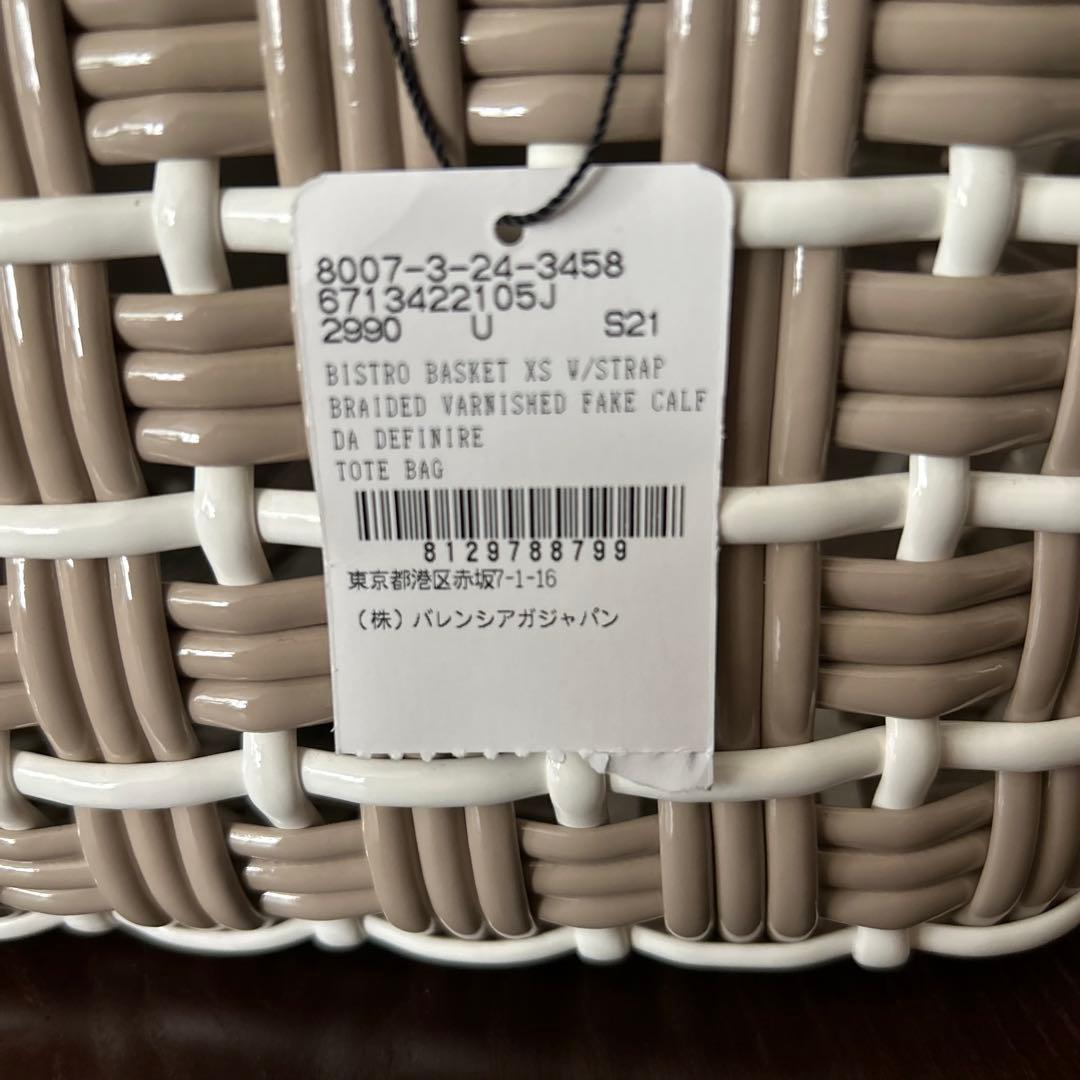 8007-3-24-3458
6713422105J
2990 U S21
BISTRO BASKET XS W/STRAP
BRAIDED VARNISHED FAKE CALF
DA DEFINIRE
TOTE BAG
8129788799
東京都港区赤坂7-1-16
(株)バレンシアガジャパン